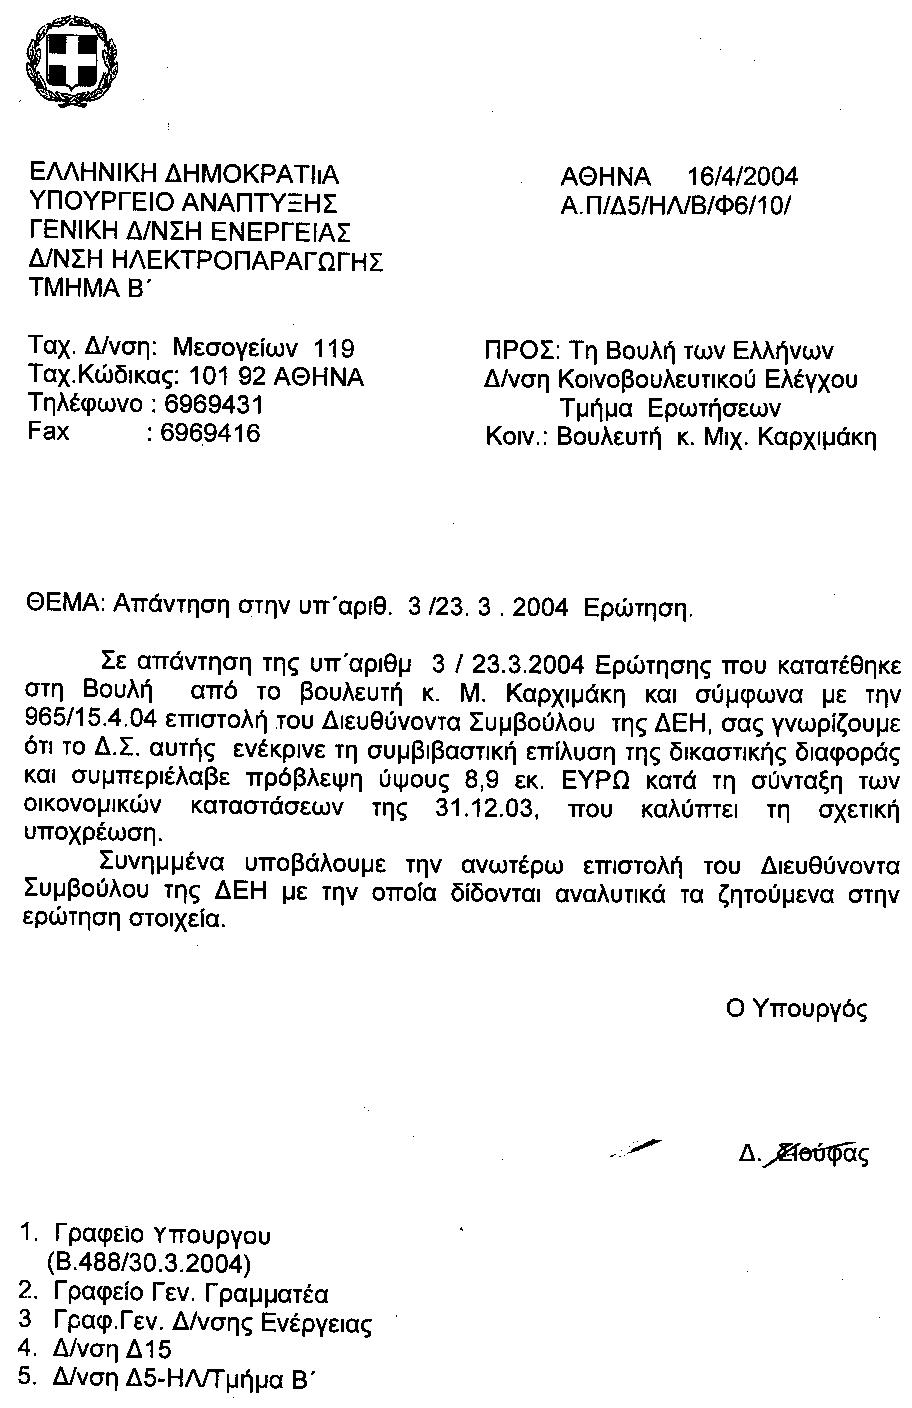 ΕΛΛΗΝΙΚΗ ΔΗΜΟΚΡΑΤΙιΑ
ΥΠΟΥΡΓΕΙΟ ΑΝΑΠΤΥΞΗΣ
ΓΕΝΙΚΗ Δ/ΝΣΗ ΕΝΕΡΓΕΙΑΣ
Δ/ΝΣΗ ΗΛΕΚΤΡΟΠΑΡΑΓΩΓΗΣ
ΤΜΗΜΑ Β΄
ΑΘΗΝΑ 16/4/2004
Α.Π/Δ5/ΗΛ/Β/Φ6/10/
Ταχ. Δ/νση: Μεσογείων 119
Ταχ.Κώδικας: 101 92 ΑΘΗΝΑ
Τηλέφωνο : 6969431
Fax : 6969416
ΠΡΟΣ: Τη Βουλή των Ελλήνων
Δ/νση Κοινοβουλευτικού Ελέγχου
Τμήμα Ερωτήσεων
Κοιν.: Βουλευτή κ. Μιχ. Καρχιμάκη
ΘΕΜΑ: Απάντηση στην υπ΄αριθ. 3 /23. 3 . 2004 Ερώτηση.
Σε απάντηση της υπ΄αριθμ 3 / 23.3.2004 Ερώτησης που κατατέθηκε
στη Βουλή από το βουλευτή κ. Μ. Καρχιμάκη και σύμφωνα με την
965/15.4.04 επιστολή του Διευθύνοντα Συμβούλου της ΔΕΗ, σας γνωρίζουμε
ότι το Δ.Σ. αυτής ενέκρινε τη συμβιβαστική επίλυση της δικαστικής διαφοράς
και συμπεριέλαβε πρόβλεψη ύψους 8,9 εκ. ΕΥΡΩ κατά τη σύνταξη των
οικονομικών καταστάσεων της 31.12.03, που καλύπτει τη σχετική
υποχρέωση.
Συνημμένα υποβάλουμε την ανωτέρω επιστολή του Διευθύνοντα
Συμβούλου της ΔΕΗ με την οποία δίδονται αναλυτικά τα ζητούμενα στην
ερώτηση στοιχεία.
Ο Υπουργός
Δ. Σιούφας
1. Γραφείο Υπουργου
(Β.488/30.3.2004)
2. Γραφείο Γεν. Γραμματέα
3 Γραφ.Γεν. Δ/νσης Ενέργειας
4. Δ/νση Δ15
5. Δ/νση Δ5-ΗΛ/Τμήμα Β΄